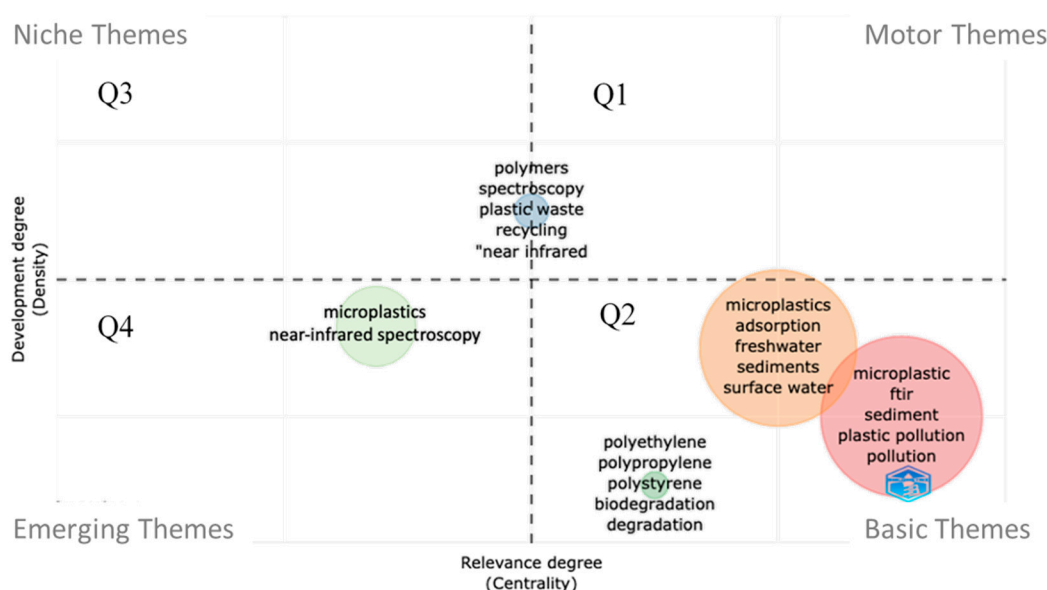 Niche Themes
Motor Themes
Q3
Q1
polymers
spectroscopy
plastic waste
recycling
"near infrared
Development degree
(Density)
Q4
microplastics
near-infrared spectroscopy
Q2
microplastics
adsorption
freshwater
sediments
surface water
microplastic
ftir
sediment
plastic pollution
pollution
polyethylene
polypropylene
polystyrene
biodegradation
degradation
Emerging Themes
Basic Themes
Relevance degree
(Centrality)